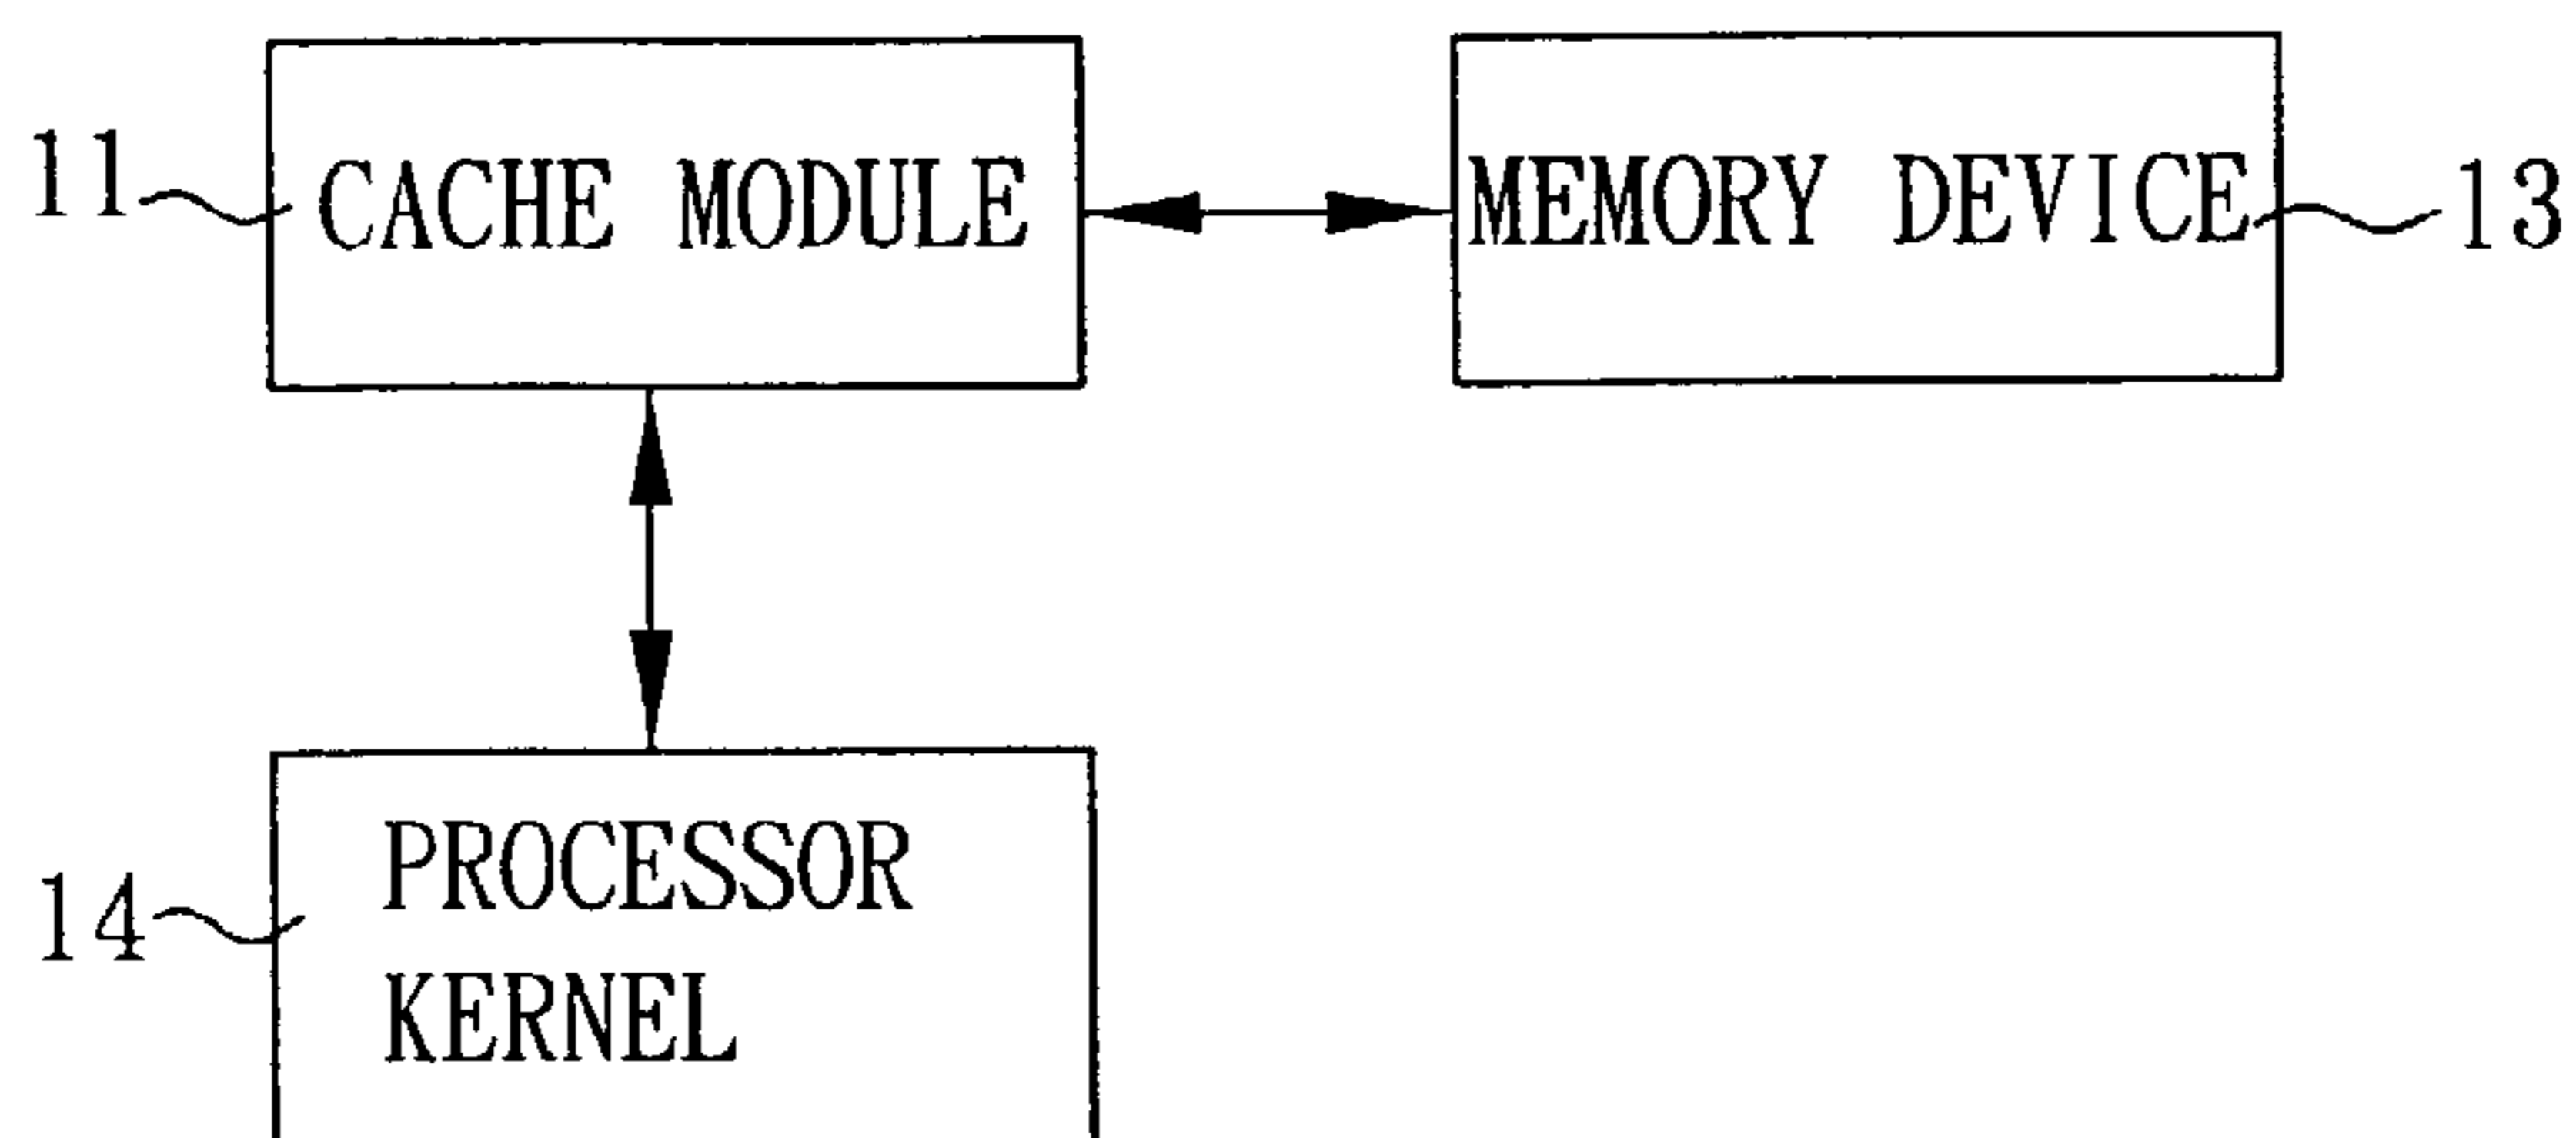 11
CACHE MODULE
MEMORY DEVICE
13
14
PROCESSOR
KERNEL